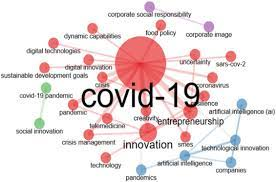 corporate social responsibility
dynamic capabilities
food policy
corporate image
digital technologies
digital innovation
uncertainty
sars-cov-2
sustainable development goals
crisis
coronavirus
covid-19 pandemic
covid-19
resilience
pandemic
creativity
artificial intelligence (ai)
telemedicine
entrepreneurship
social innovation
crisis management
innovation
smes
technological innovation
technology
artificial intelligence
pandemics
companies